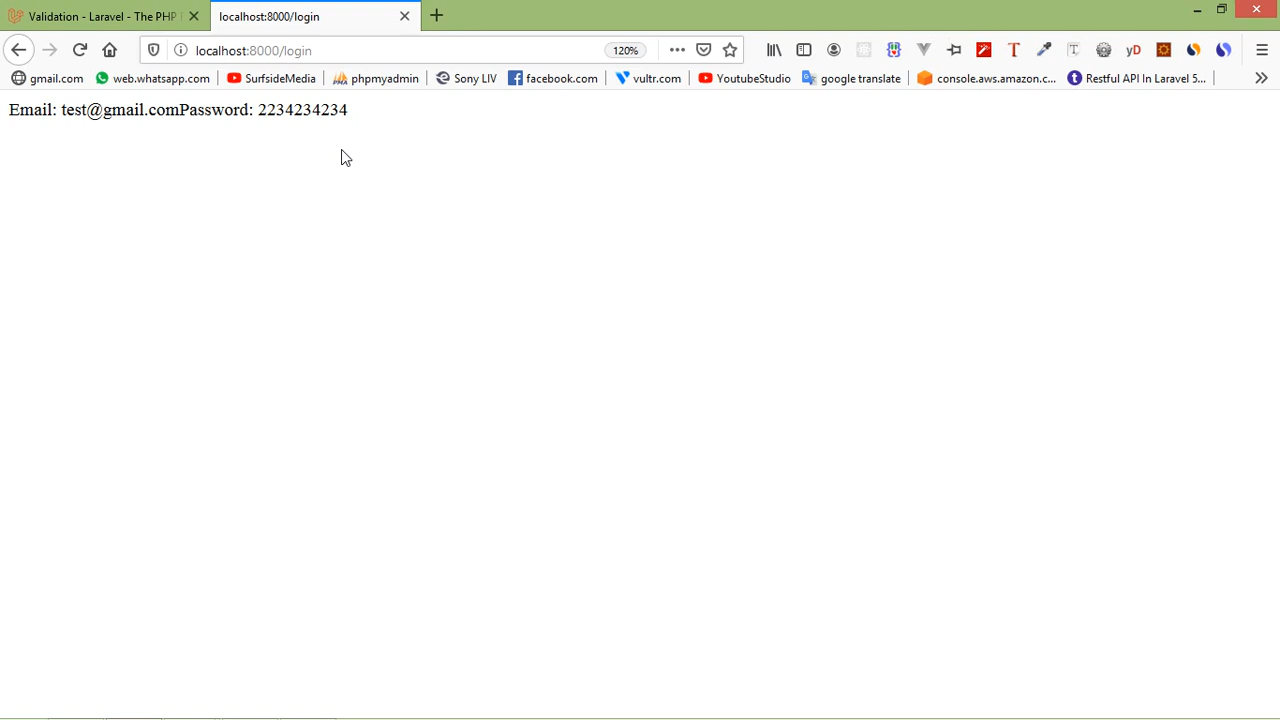 Validation - Laravel - The PHP
localhost:8000/login
localhost:8000/login
120%
T
T
yD
gmail.com
web.whatsapp.com
SurfsideMedia
phpmyadmin
Sony LIV
facebook.com
vultr.com
YoutubeStudio
google translate
console.aws.amazon.c...
Restful API In Laravel 5...
Email: test@gmail.comPassword: 2234234234